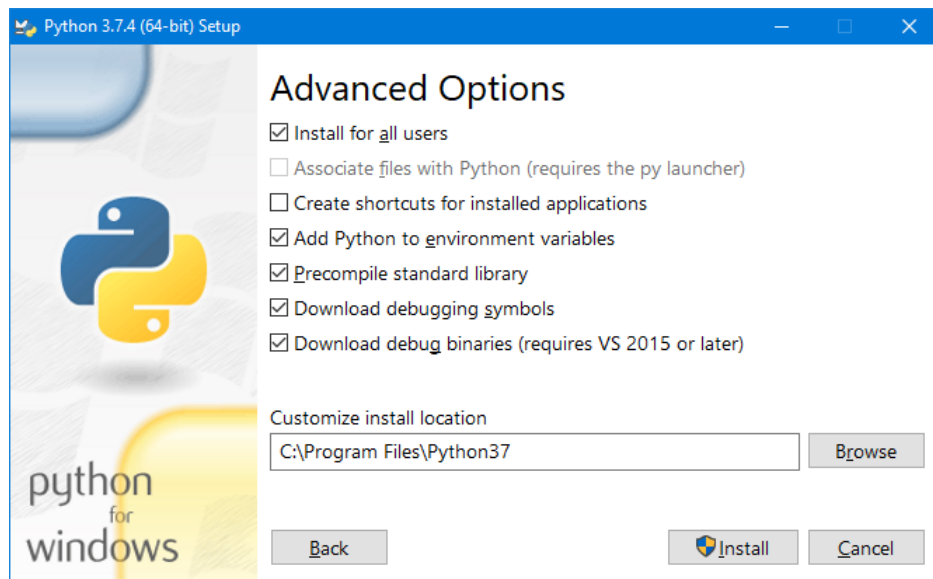 Python 3.7.4 (64-bit) Setup
Advanced Options
Install for all users
Associate files with Python (requires the py launcher)
Create shortcuts for installed applications
Add Python to environment variables
Precompile standard library
Download debugging symbols
Download debug binaries (requires VS 2015 or later)
Customize install location
C:\Program Files\Python37
Browse
python
for
windows
Back
Install
Cancel